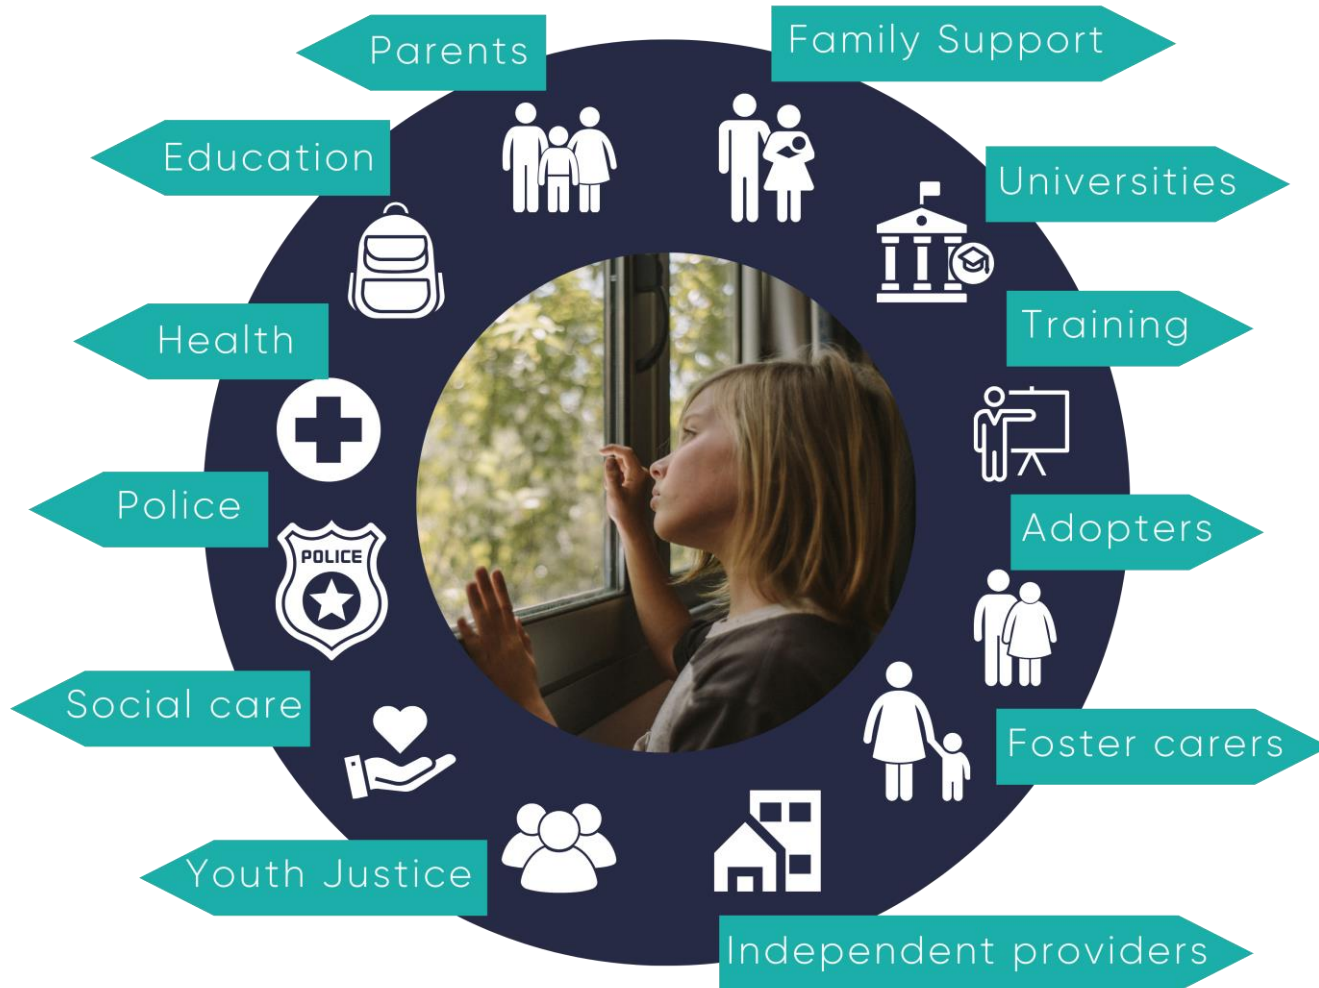 Parents
Family Support
Education
Universities
Health
Training
Police
POLICE
Adopters
Social care
Foster carers
Youth Justice
Independent providers